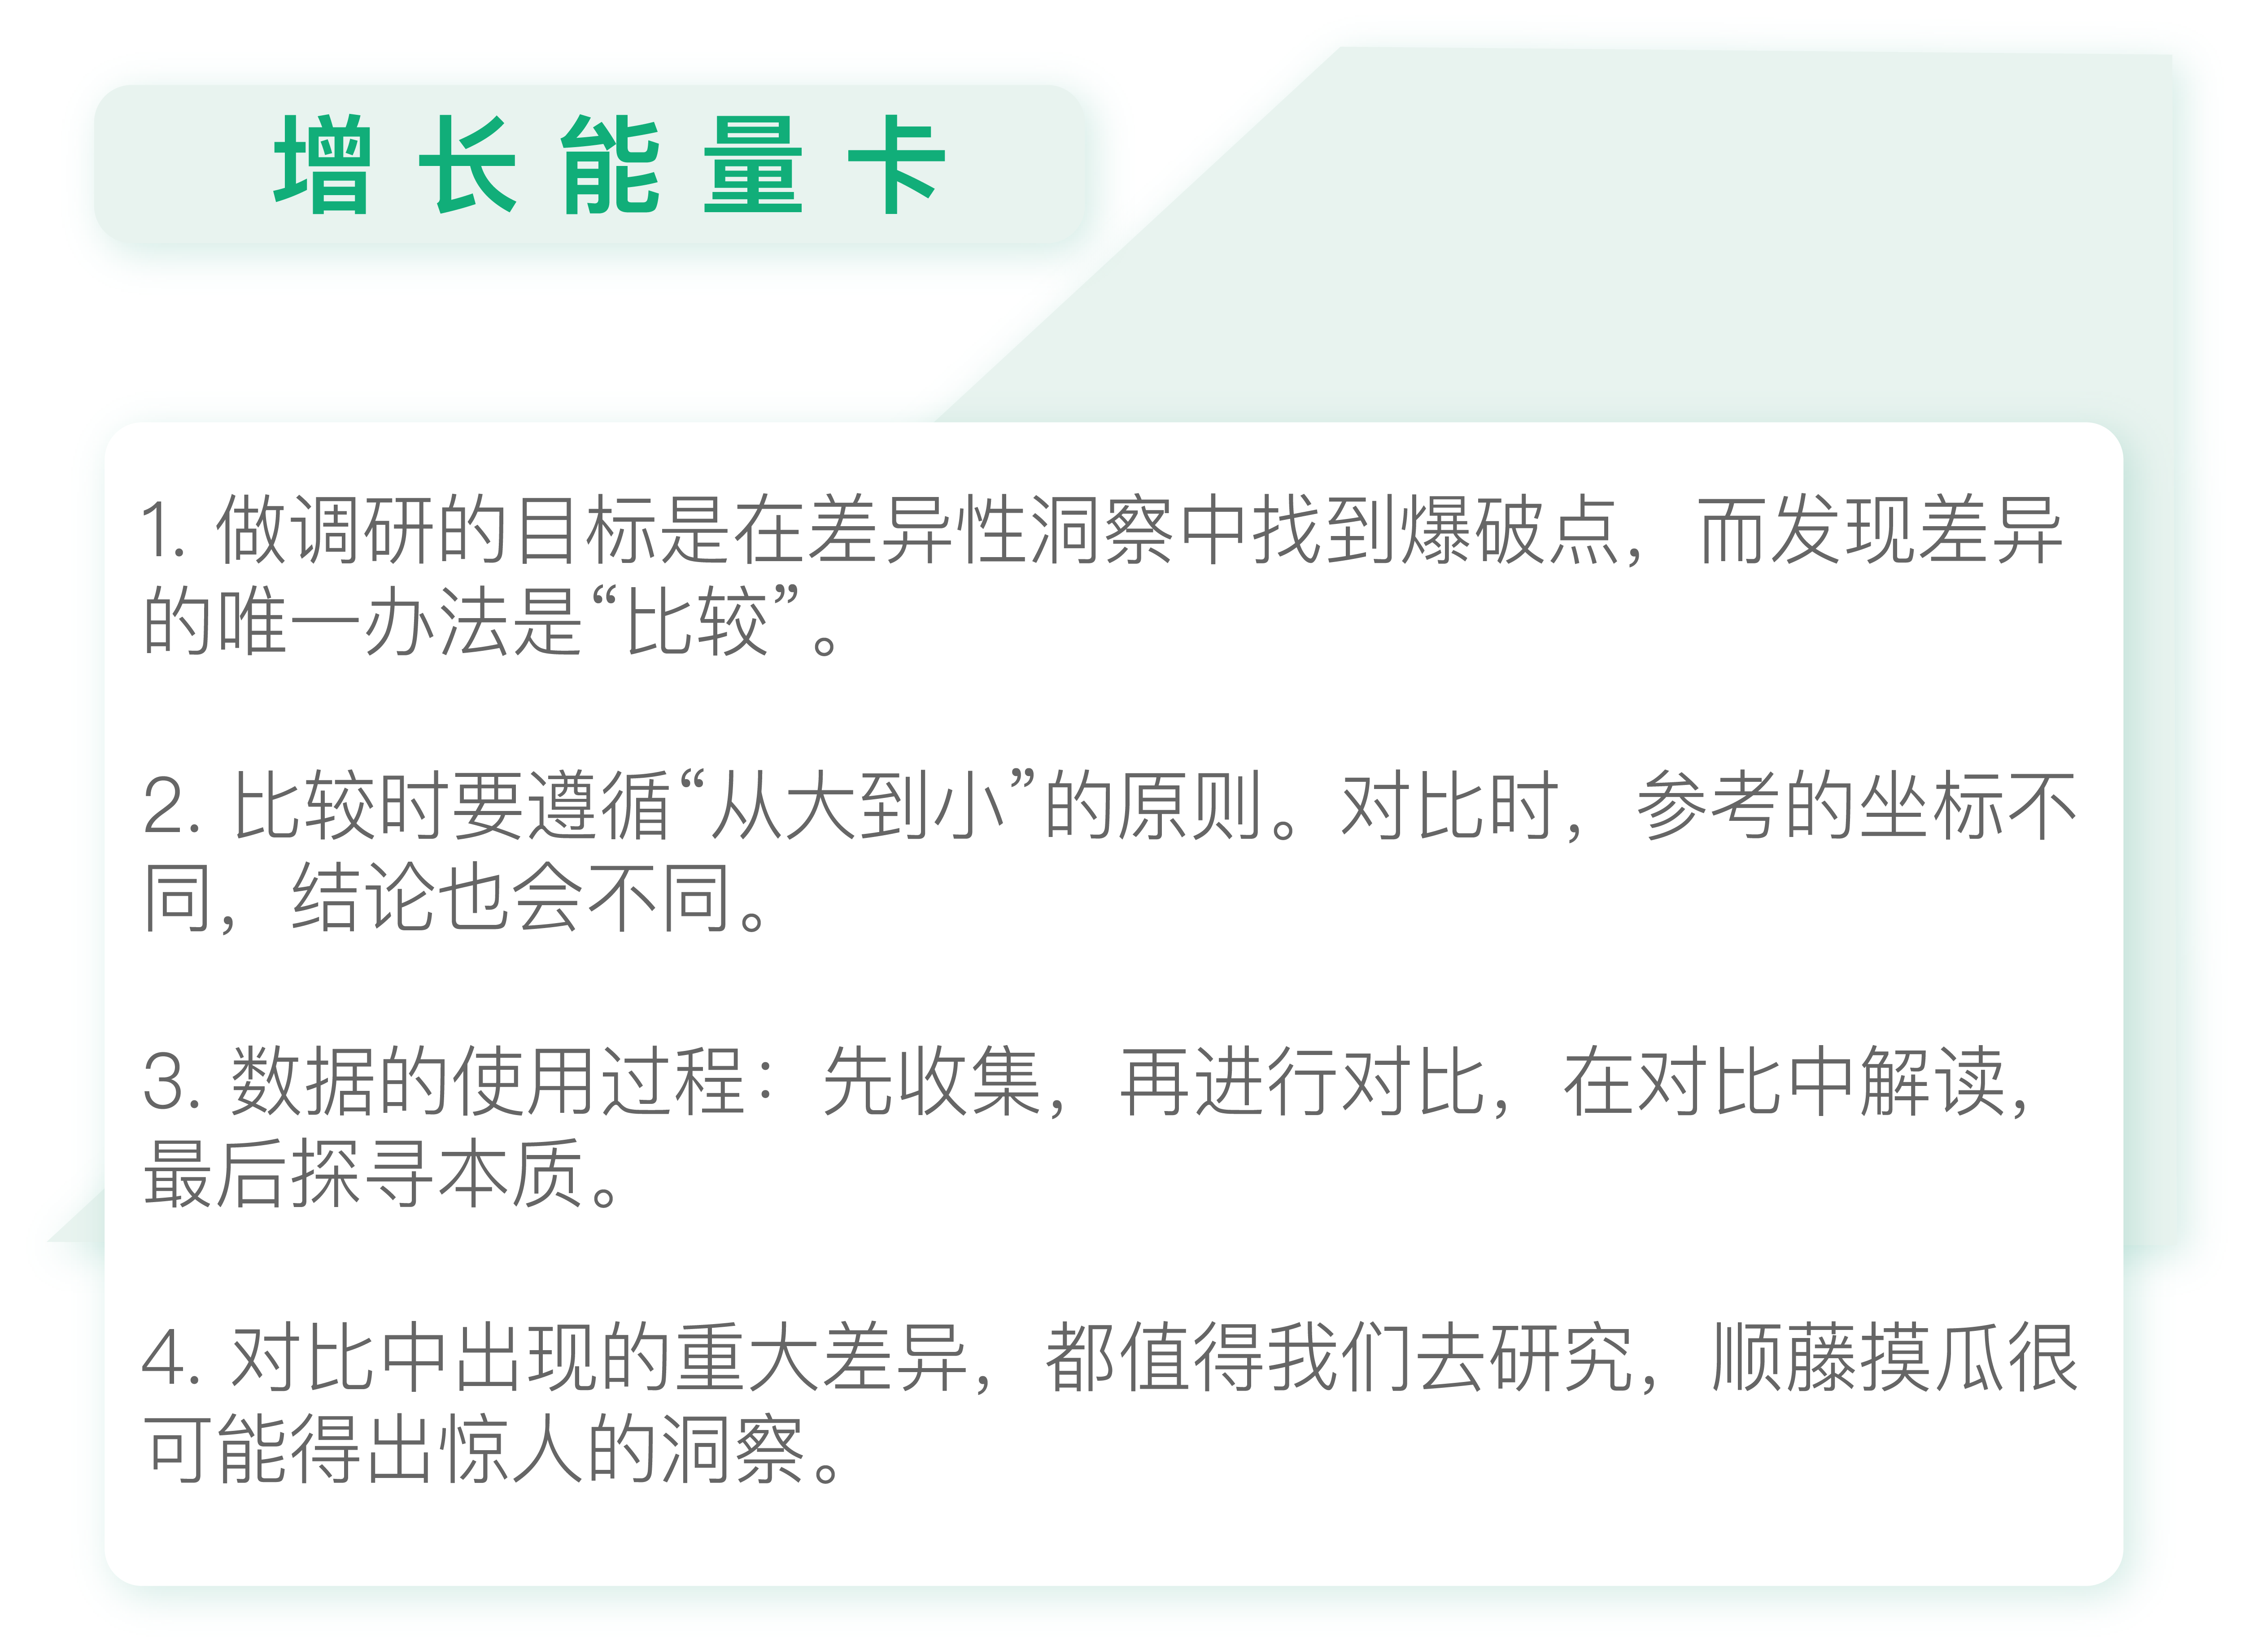 增长能量卡
1. 做调研的目标是在差异性洞察中找到爆破点，而发现差异
的唯一办法是“比较”。
2. 比较时要遵循“从大到小”的原则。对比时，参考的坐标不
同，结论也会不同。
3. 数据的使用过程：先收集，再进行对比，在对比中解读，
最后探寻本质。
4. 对比中出现的重大差异，都值得我们去研究，顺藤摸瓜很
可能得出惊人的洞察。